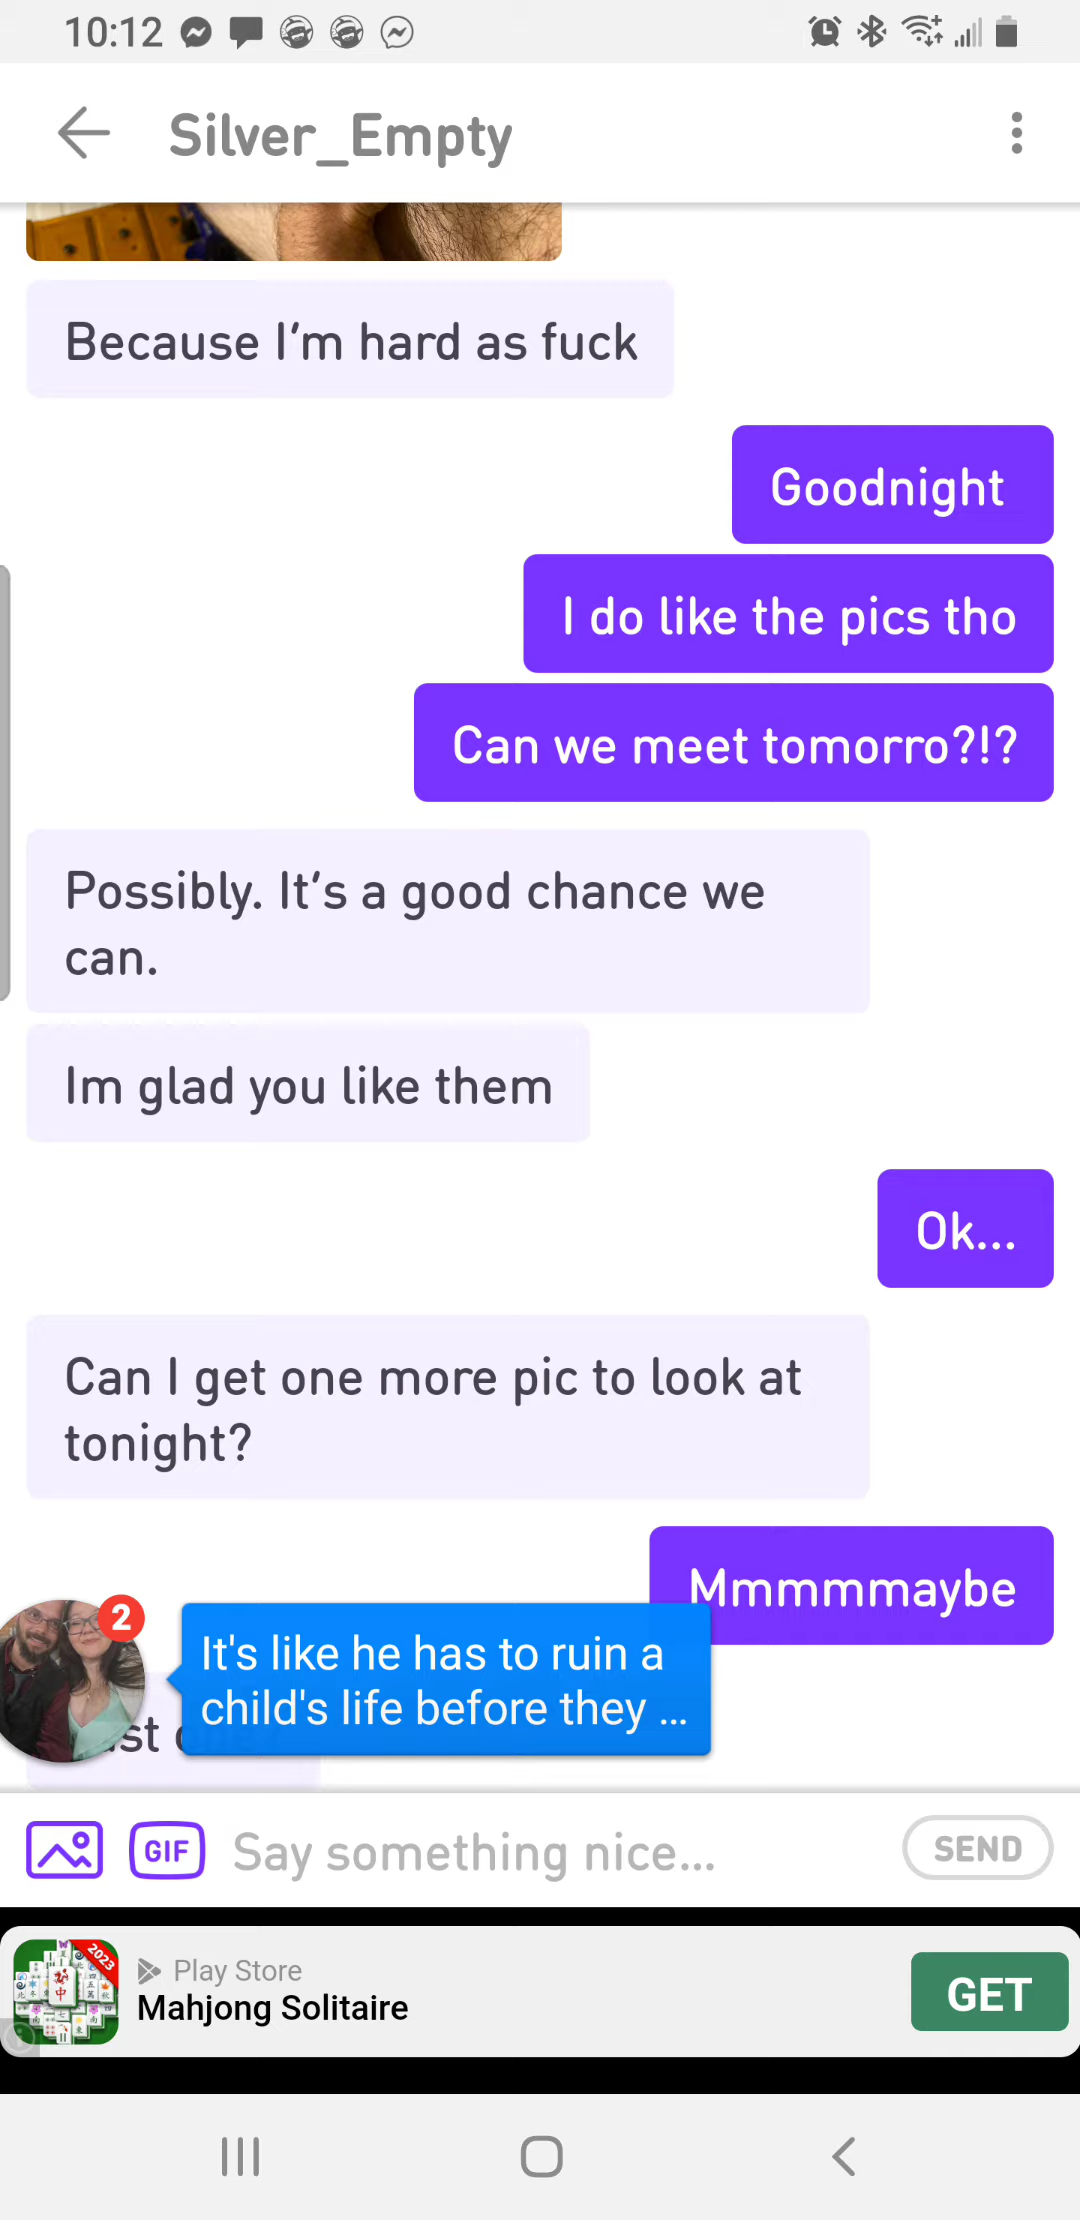 10:12
Silver_Empty
Because I'm hard as fuck
Goodnight
I do like the pics tho
Can we meet tomorro?!?
Possibly. It's a good chance we
can.
Im glad you like them
Ok...
Can I get one more pic to look at
tonight?
Mmmmmaybe
2
It's like he has to ruin a
child's life before they ...
st
GIF
Say something nice...
SEND
2023
Play Store
Mahjong Solitaire
GET